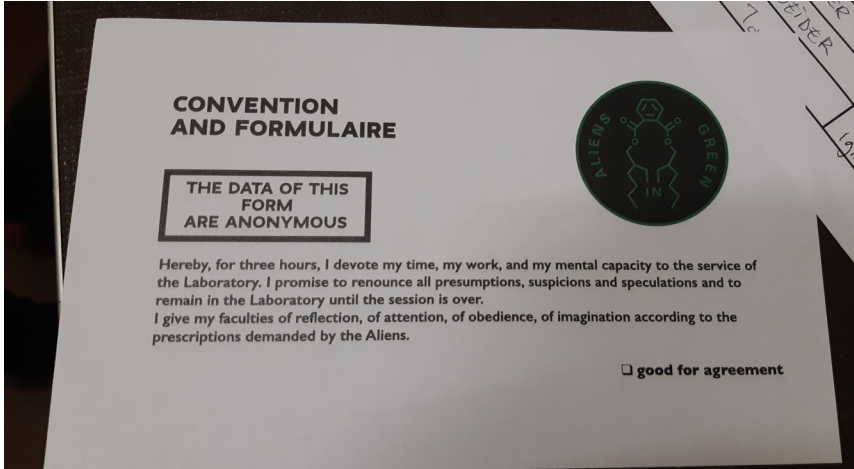 CONVENTION
AND FORMULAIRE
ALIENS
IN
GREEN
THE DATA OF THIS
FORM
ARE ANONYMOUS
Hereby, for three hours, I devote my time, my work, and my mental capacity to the service of
the Laboratory. I promise to renounce all presumptions, suspicions and speculations and to
remain in the Laboratory until the session is over.
I give my faculties of reflection, of attention, of obedience, of imagination according to the
prescriptions demanded by the Aliens.
good for agreement